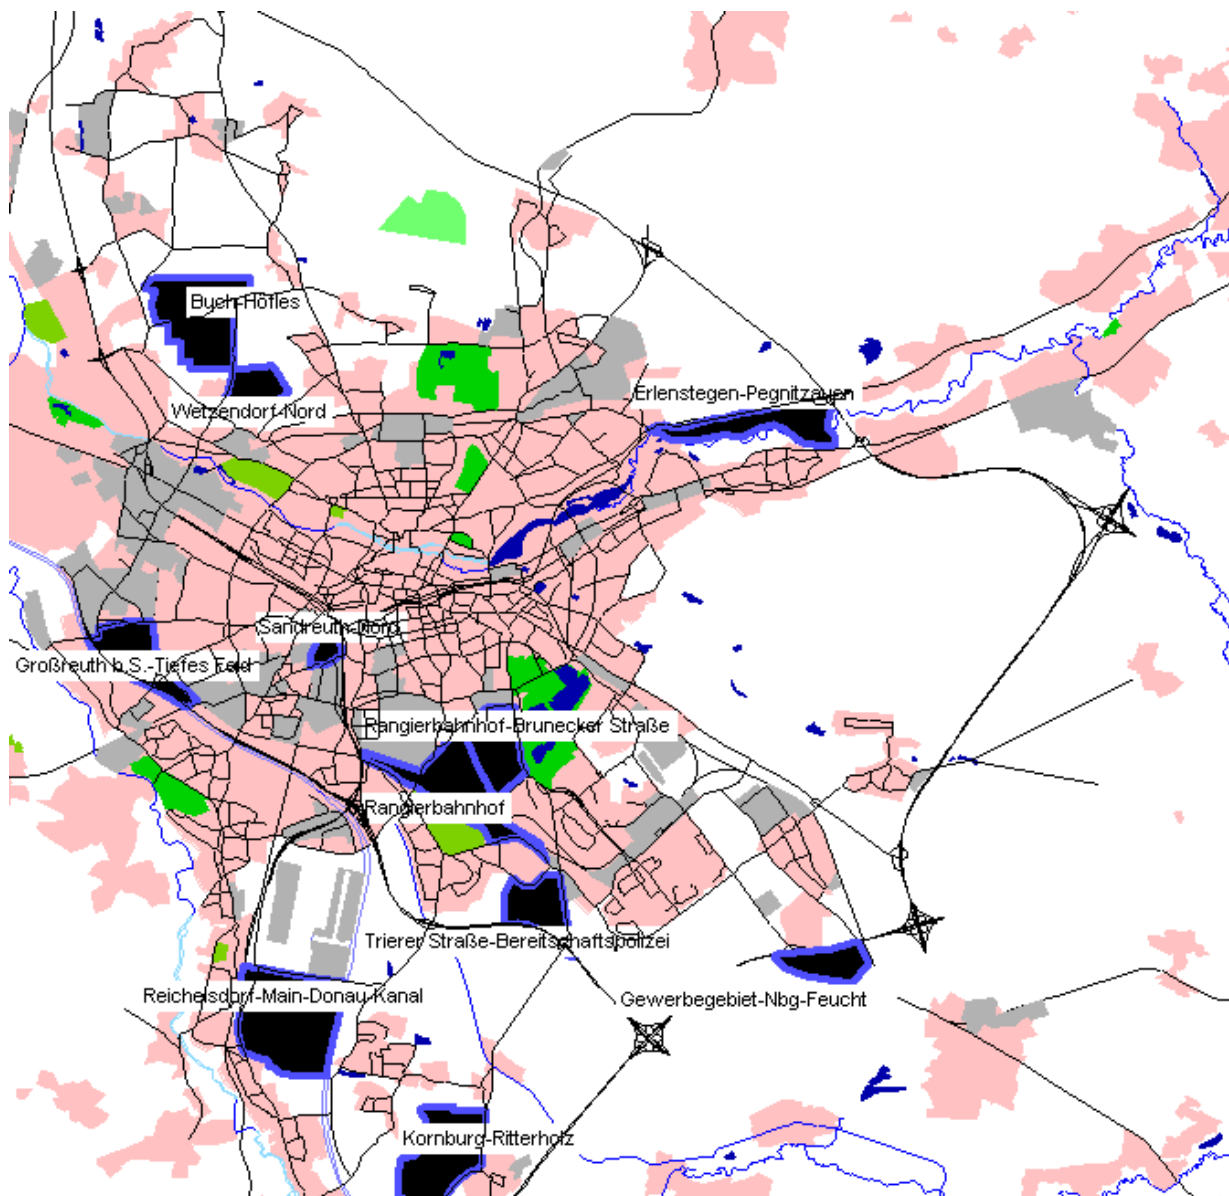 Buch-Höfles
Erlenstegen-Pegnitzauen
Wetzendorf-Nord
Sandreuth-Nord
Großreuth b.S.-Tiefes Feld
Rangierbahnhof-Brunecker Straße
Rangierbahnhof
Trierer Straße-Bereitschaftspolizei
Reichelsdorf-Main-Donau-Kanal
Gewerbegebiet-Nbg-Feucht
Kornburg-Ritterholz